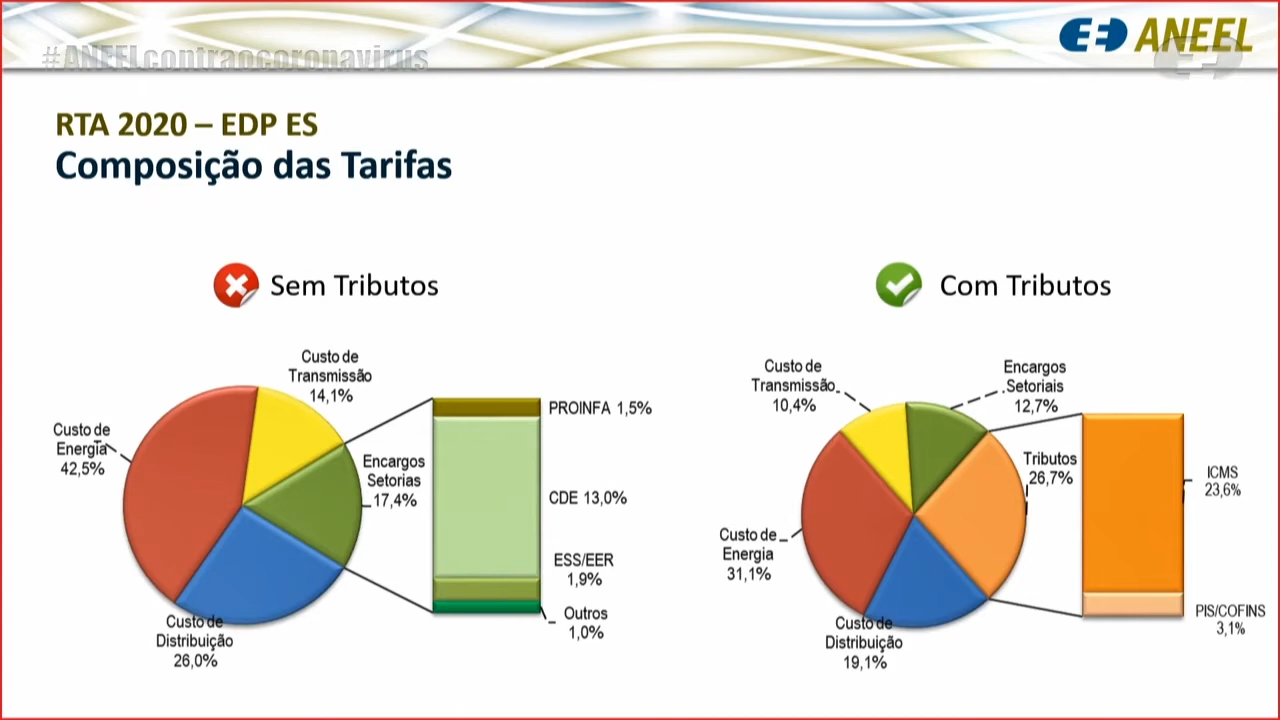 #ANEELcontraocoronavirus
ANEEL
RTA 2020 – EDP ES
Composição das Tarifas
Sem Tributos
Custo de
Transmissão
14,1%
Custo de
Energia
42,5%
Encargos
Setorias
17,4%
Custo de
Distribuição
26,0%
PROINFA 1,5%
CDE 13,0%
ESS/EER
1,9%
Outros
1,0%
Com Tributos
Custo de
Transmissão
10,4%
Encargos
Setoriais
12,7%
Tributos
26,7%
Custo de
Energia
31,1%
Custo de
Distribuição
19,1%
ICMS
23,6%
PIS/COFINS
3,1%